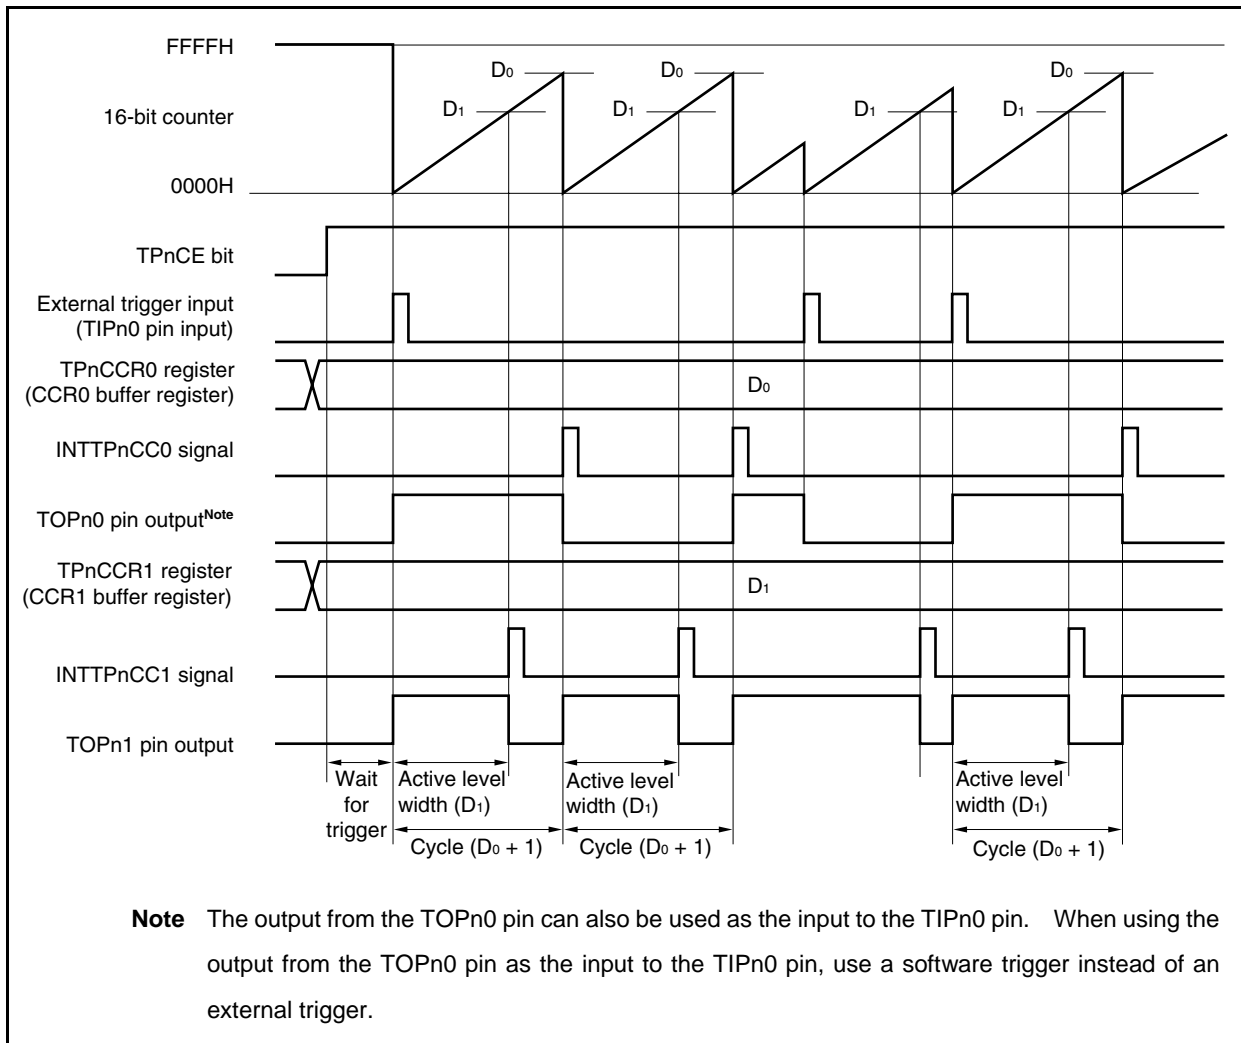 FFFFH
D0
D0
D0
D1
D1
D1
D1
16-bit counter
0000H
TPnCE bit
External trigger input
(TIPn0 pin input)
TPnCCR0 register
(CCR0 buffer register)
D0
INTTPnCC0 signal
TOPn0 pin outputNote
TPnCCR1 register
(CCR1 buffer register)
D1
INTTPnCC1 signal
TOPn1 pin output
Wait
for
trigger
Active level
width (D1)
Active level
width (D1)
Active level
width (D1)
Cycle (D0 + 1)
Cycle (D0 + 1)
Cycle (D0 + 1)
Note The output from the TOPn0 pin can also be used as the input to the TIPn0 pin. When using the
output from the TOPn0 pin as the input to the TIPn0 pin, use a software trigger instead of an
external trigger.